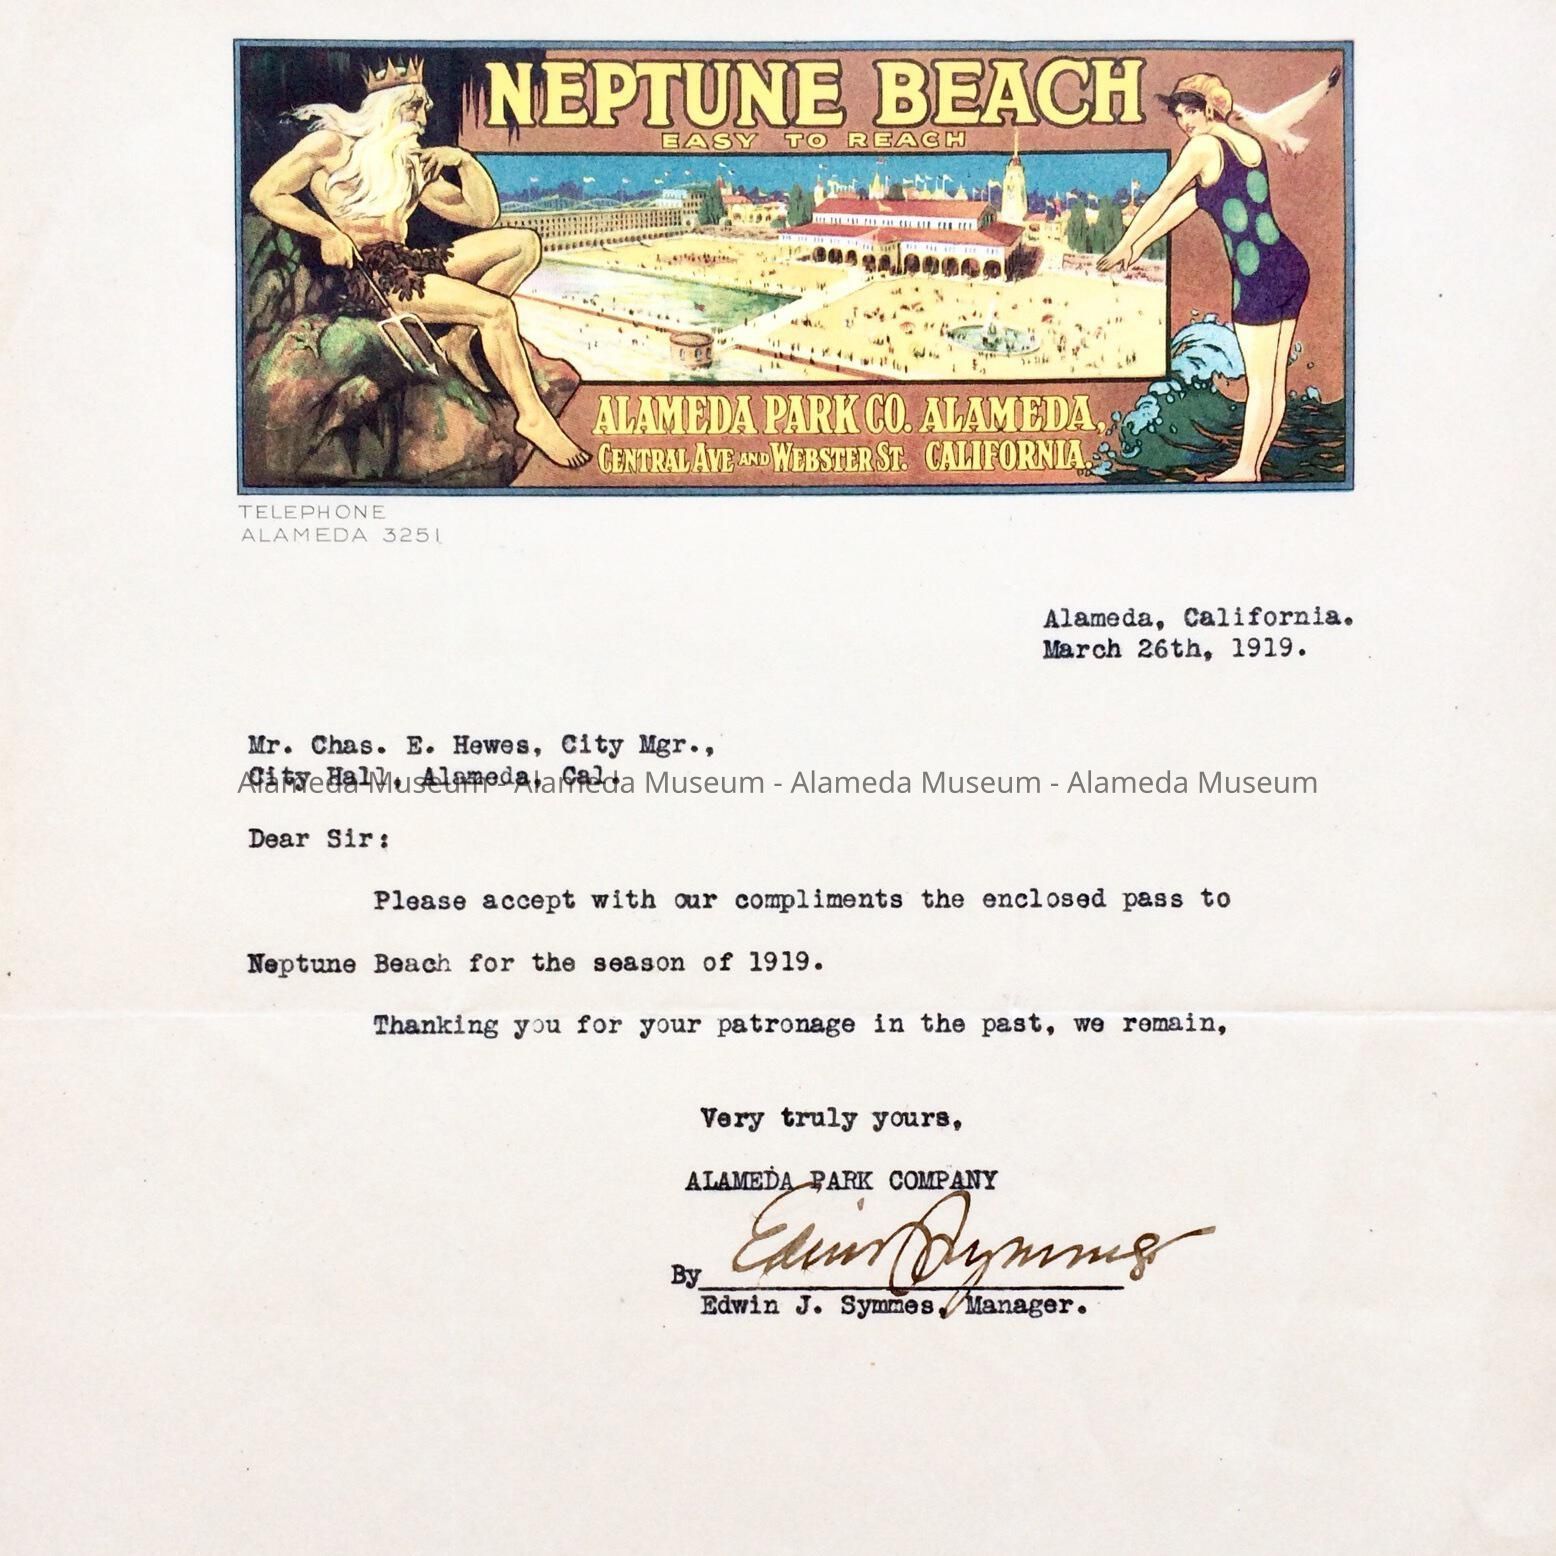 NEPTUNE BEACH
EASY TO REACH
ALAMEDA PARK CO. ALAMEDA,
CENTRAL AVE AND WEBSTER ST. CALIFORNIA.
TELEPHONE
ALAMEDA 3251
Alameda, California.
March 26th, 1919.
Mr. Chas. E. Hewes, City Mgr.,
City Hall, Alameda, Cal.
Alameda Museum - Alameda Museum - Alameda Museum - Alameda Museum
Dear Sir:
Please accept with our compliments the enclosed pass to
Neptune Beach for the season of 1919.
Thanking you for your patronage in the past, we remain,
Very truly yours,
ALAMEDA PARK COMPANY
Edwin J Symmes
By
Edwin J. Symmes, Manager.